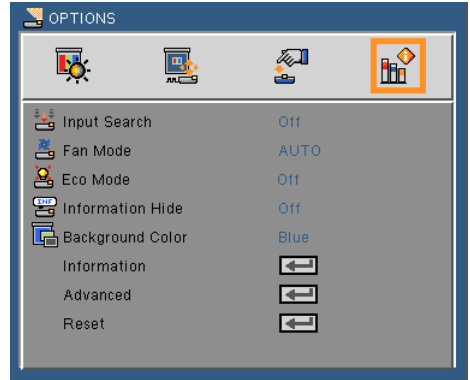 OPTIONS
Input Search Off
Fan Mode AUTO
Eco Mode Off
INF
Information Hide Off
Background Color Blue
Information
Advanced
Reset